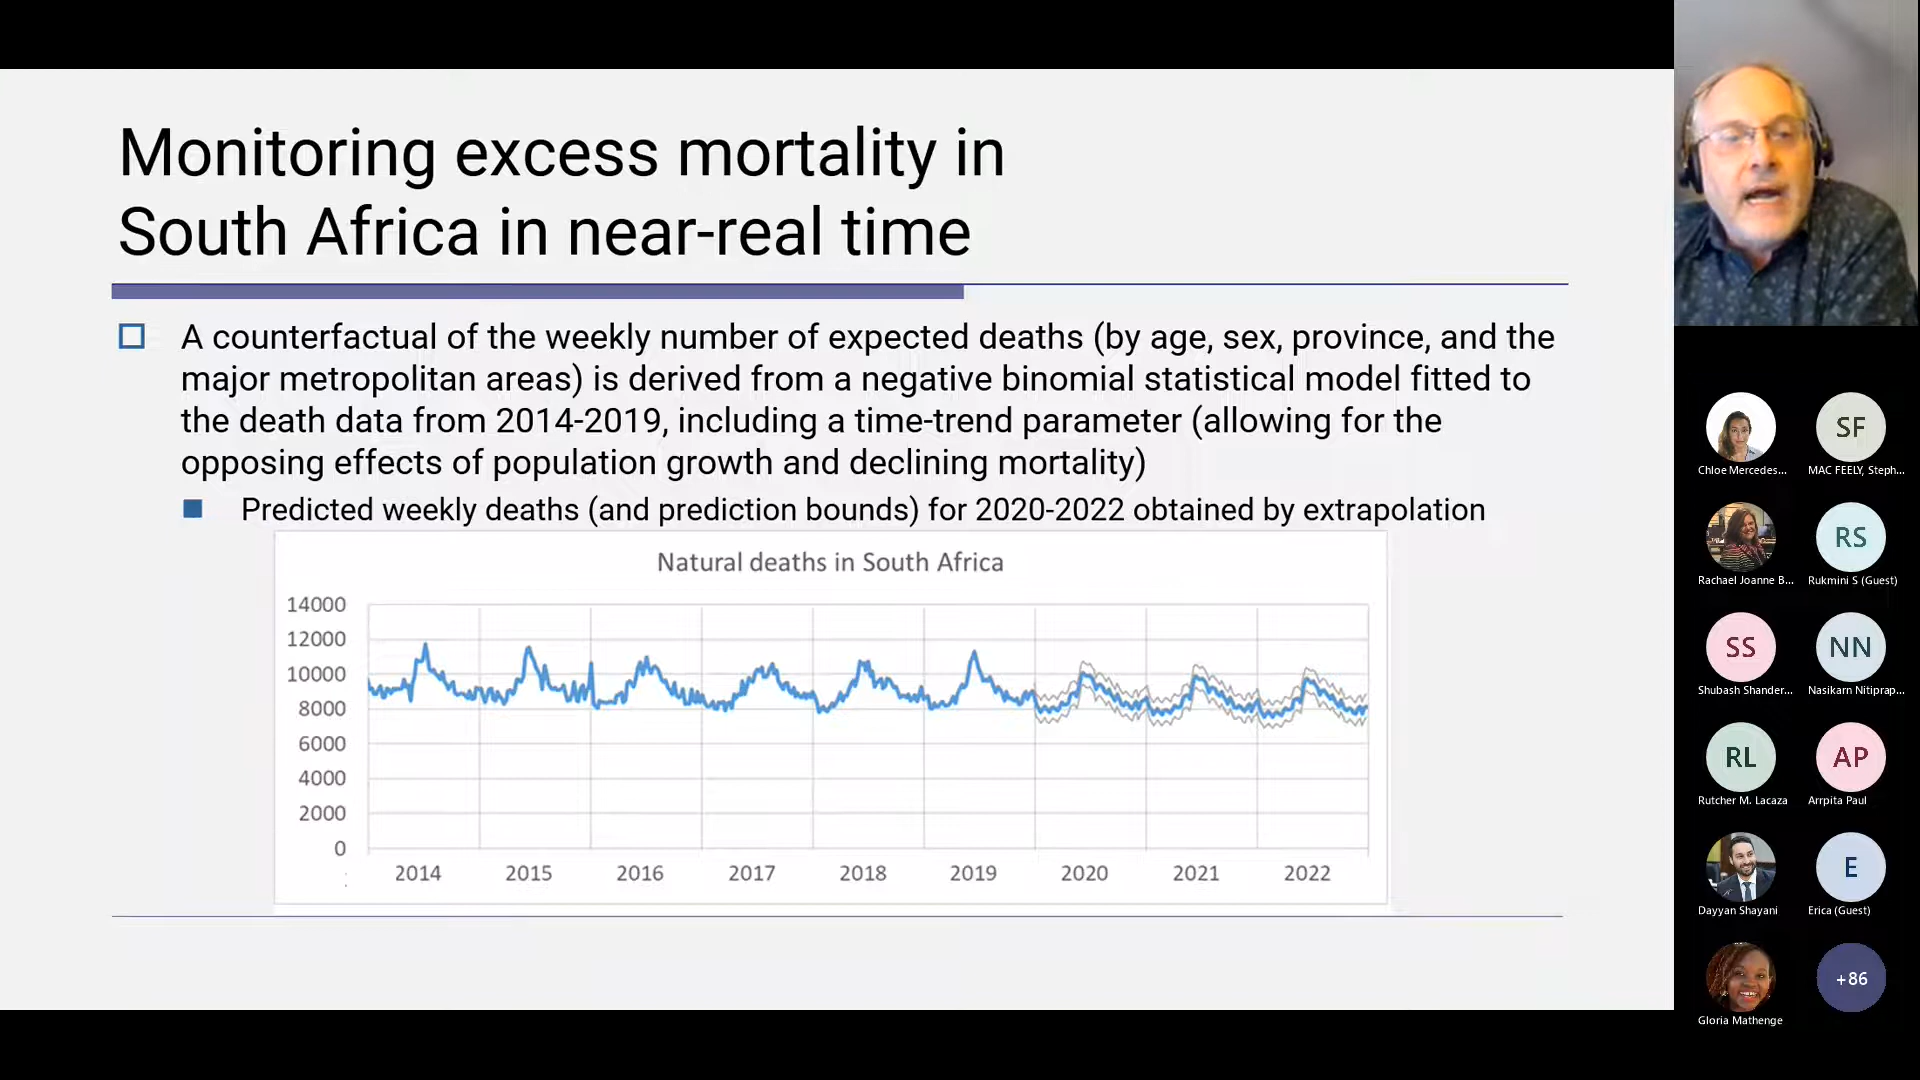 Monitoring excess mortality in
South Africa in near-real time
A counterfactual of the weekly number of expected deaths (by age, sex, province, and the
major metropolitan areas) is derived from a negative binomial statistical model fitted to
the death data from 2014-2019, including a time-trend parameter (allowing for the
opposing effects of population growth and declining mortality)
Predicted weekly deaths (and prediction bounds) for 2020-2022 obtained by extrapolation
Natural deaths in South Africa
14000
12000
10000
8000
6000
4000
2000
0
2014 2015 2016 2017 2018 2019 2020 2021 2022
SF
Chloe Mercedes... MAC FEELY, Steph...
RS
Rachael Joanne B... Rukmini S (Guest)
SS NN
Shubash Shander... Nasikarn Nitiprap...
RL AP
Rutcher M. Lacaza Arrpita Paul
E
Dayyan Shayani Erica (Guest)
+86
Gloria Mathenge